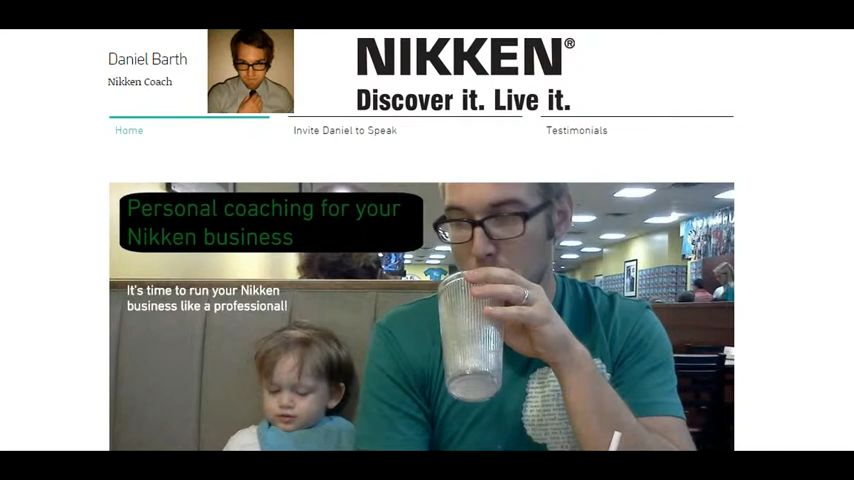 Daniel Barth
Nikken Coach
NIKKEN®
Discover it. Live it.
Home
Invite Daniel to Speak
Testimonials
Personal coaching for your
Nikken business
It's time to run your Nikken
business like a professional!